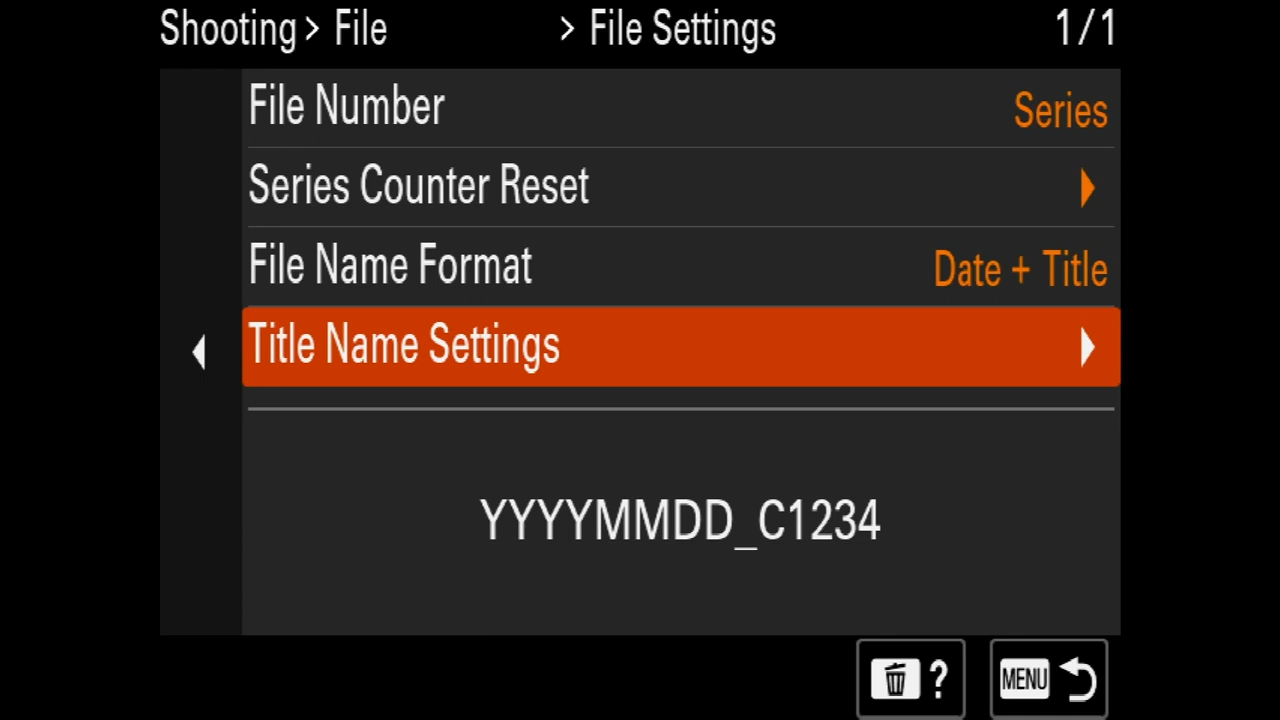 Shooting > File > File Settings 1/1
File Number Series
Series Counter Reset
File Name Format Date + Title
Title Name Settings
YYYYMMDD_C1234
? MENU